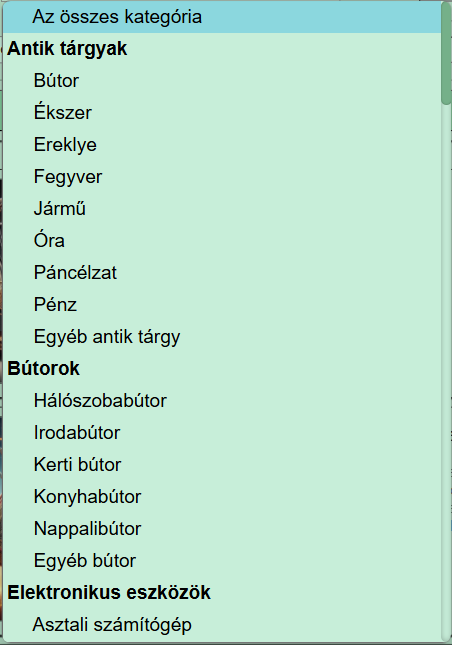 Az összes kategória
Antik tárgyak
Bútor
Ékszer
Ereklye
Fegyver
Jármű
Óra
Páncélzat
Pénz
Egyéb antik tárgy
Bútorok
Hálószobabútor
Irodabútor
Kerti bútor
Konyhabútor
Nappalibútor
Egyéb bútor
Elektronikus eszközök
Asztali számítógép